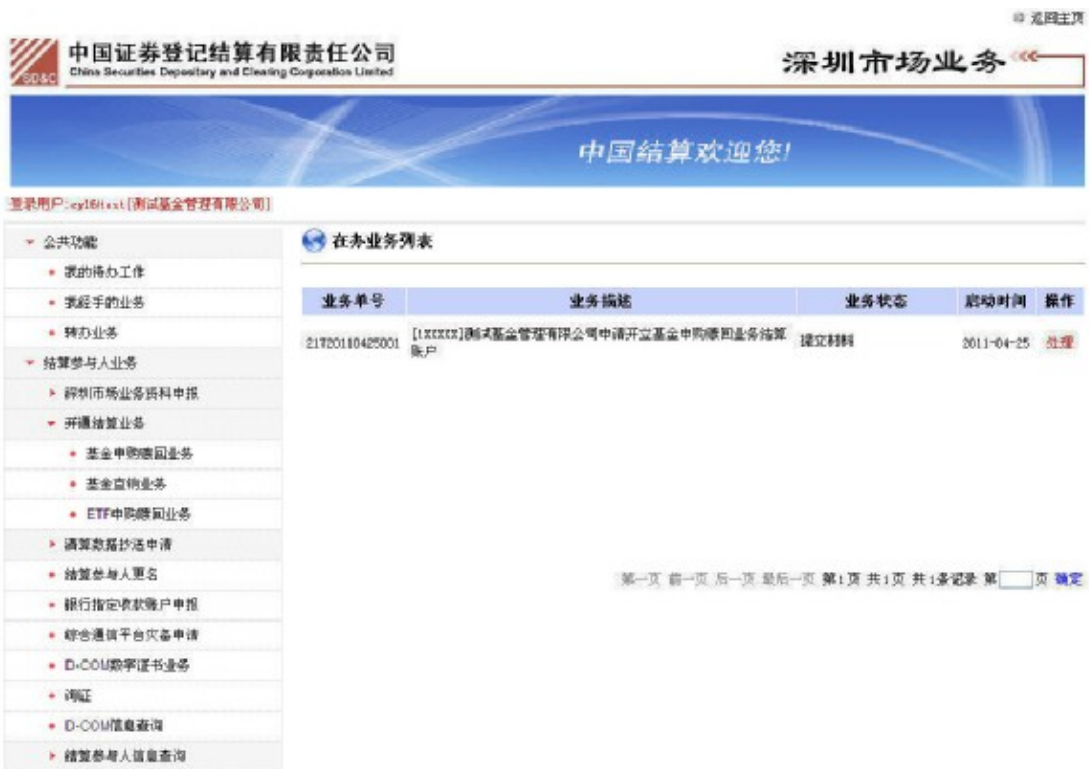 返回主页
中国证券登记结算有限责任公司
China Securities Depository and Clearing Corporation Limited
SD&C
深圳市场业务
中国结算欢迎您!
[测试基金管理有限公司]
公共功能
我的待办工作
我经手的业务
转办业务
结算参与人业务
深圳市场业务资料申报
开通结算业务
基金申购赎回业务
基金直销业务
ETF申购赎回业务
清算数据抄送申请
结算参与人更名
银行指定收款账户申报
综合通信平台灾备申请
D-COM数字证书业务
询证
D-COM信息查询
结算参与人信息查询
在办业务列表
业务单号 业务描述 业务状态 启动时间 操作
21720110425001 [1XXXXX]测试基金管理有限公司申请开立基金申购赎回业务结算
账户 提交材料 2011-04-25 处理
第一页 前一页 后一页 最后一页 第1页 共1页 共1条记录 第 页 确定